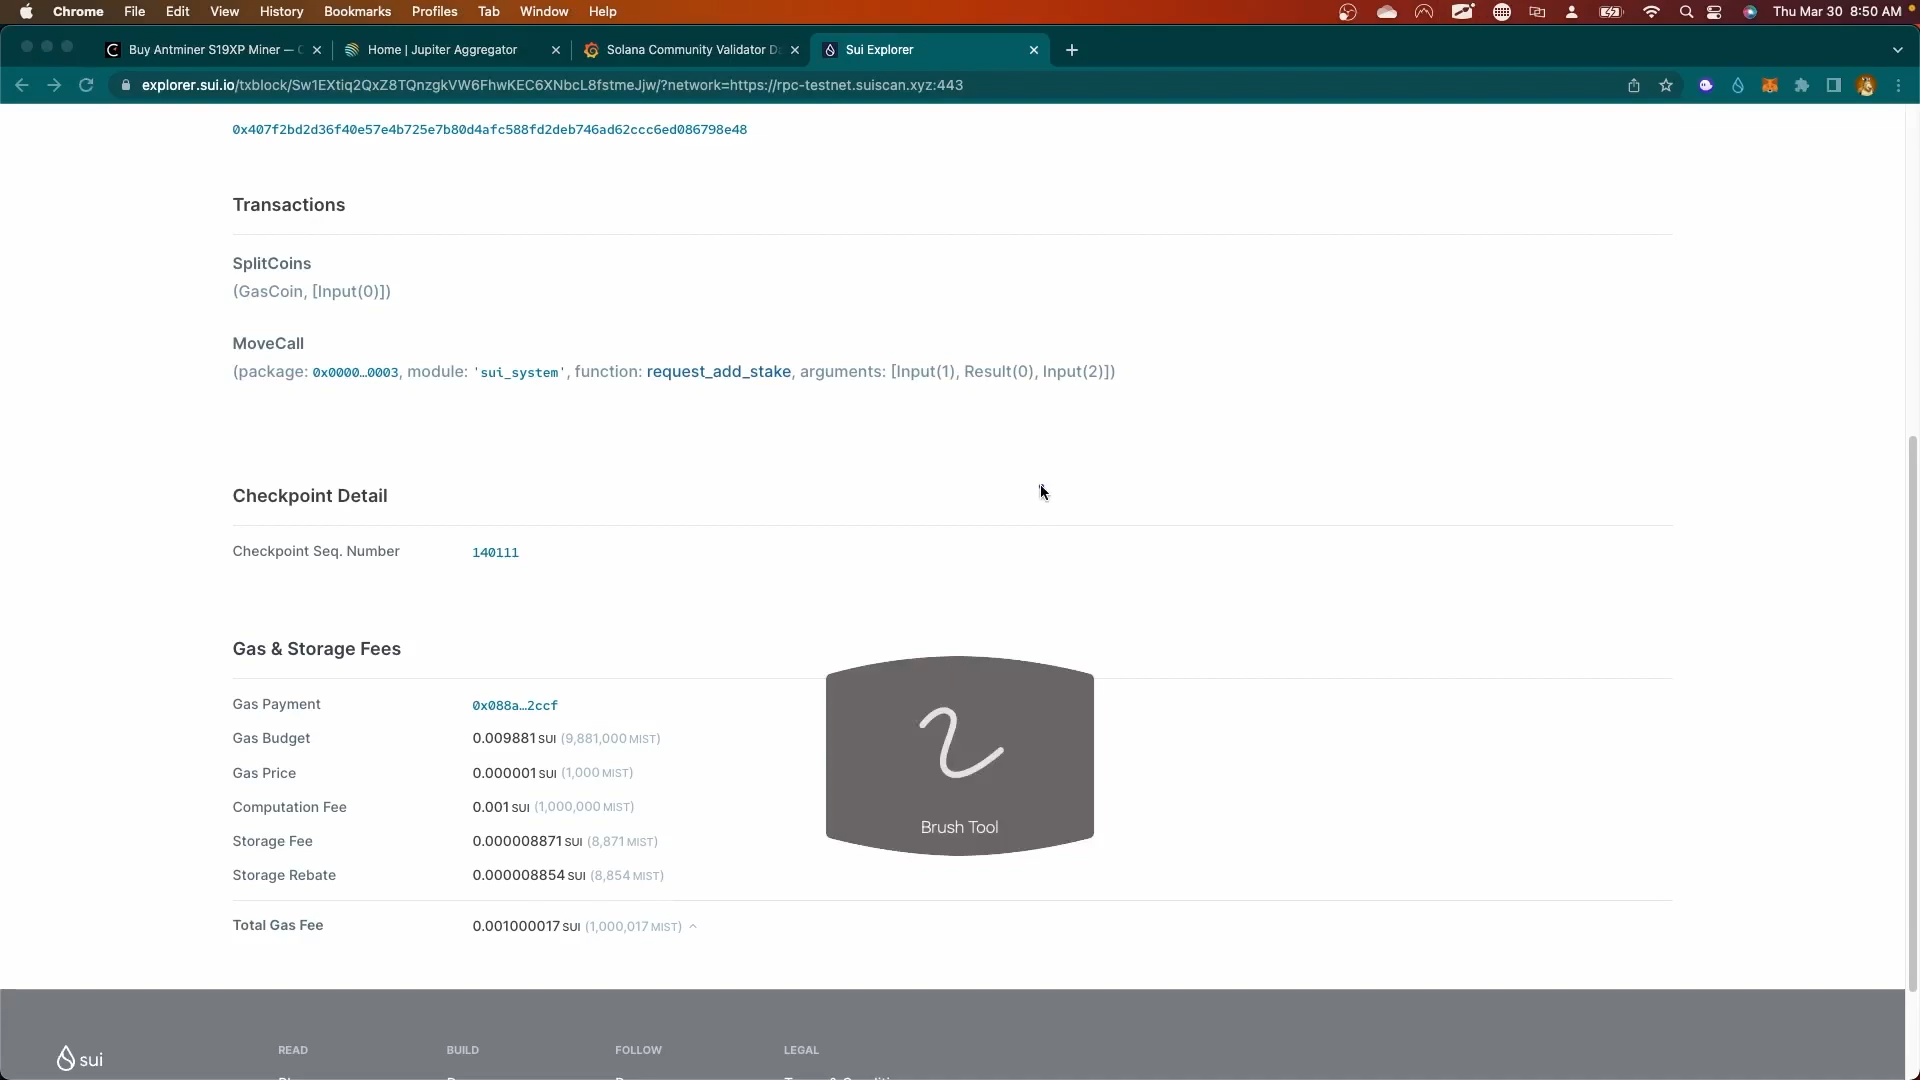 Chrome File Edit View History Bookmarks Profiles Tab Window Help Thu Mar 30 8:50 AM
Buy Antminer S19XP Miner — Home | Jupiter Aggregator Solana Community Validator Sui Explorer
explorer.sui.io/txblock/Sw1EXtiq2QxZ8TQnzgkVW6FhwKEC6XNbcL8fstmeJjw/?network=https://rpc-testnet.suiscan.xyz:443
0x407f2bd2d36f40e57e4b725e7b80d4afc588fd2deb746ad62ccc6ed086798e48
Transactions
SplitCoins
(GasCoin, [Input(0)])
MoveCall
(package: 0x0000…0003, module: 'sui_system', function: request_add_stake, arguments: [Input(1), Result(0), Input(2)])
Checkpoint Detail
Checkpoint Seq. Number 140111
Gas & Storage Fees
Gas Payment 0x088a…2ccf
Gas Budget 0.009881 SUI (9,881,000 MIST)
Gas Price 0.000001 SUI (1,000 MIST)
Computation Fee 0.001 SUI (1,000,000 MIST)
Storage Fee 0.000008871 SUI (8,871 MIST)
Storage Rebate 0.000008854 SUI (8,854 MIST)
Total Gas Fee 0.001000017 SUI (1,000,017 MIST)
Brush Tool
sui READ BUILD FOLLOW LEGAL